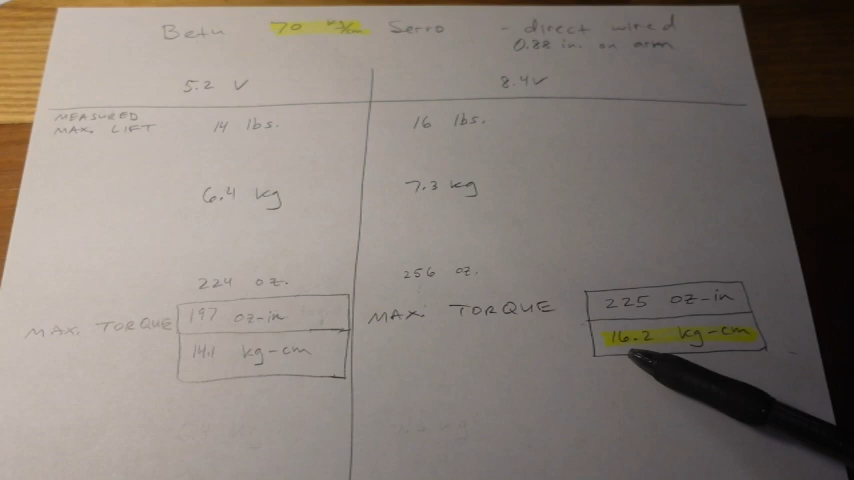 Betu 70 kg/cm Servo - direct wired
0.88 in. on arm
5.2 V
8.4V
MEASURED
MAX. LIFT 14 lbs.
16 lbs.
6.4 kg
7.3 kg
224 oz.
256 oz.
MAX. TORQUE 197 oz-in
14.1 kg-cm
MAX. TORQUE 225 oz-in
16.2 kg-cm